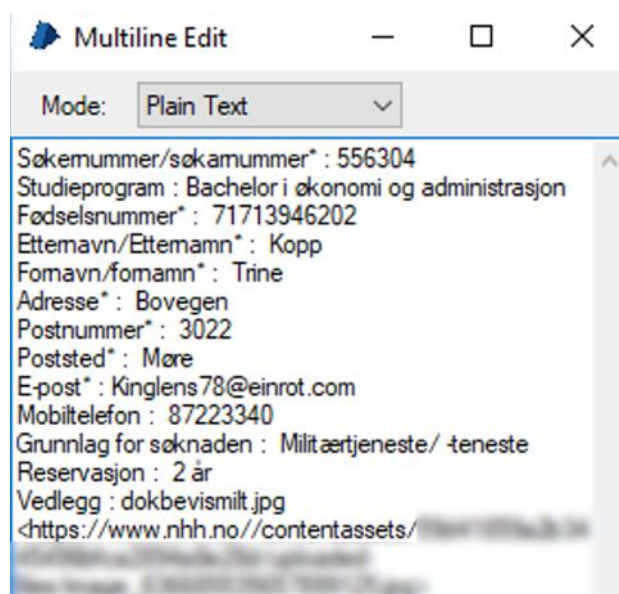 Multiline Edit
Mode: Plain Text
Søkernummer/søkarnummer* : 556304
Studieprogram : Bachelor i økonomi og administrasjon
Fødselsnummer* : 71713946202
Etternavn/Etternamn* : Kopp
Fornavn/fornamn* : Trine
Adresse* : Bovegen
Postnummer* : 3022
Poststed* : Møre
E-post* : Kinglens78@einrot.com
Mobiltelefon : 87223340
Grunnlag for søknaden : Militærtjeneste/ -teneste
Reservasjon : 2 år
Vedlegg : dokbevismilt.jpg
<https://www.nhh.no//contentassets/